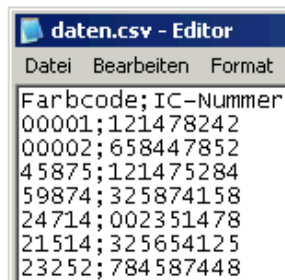 daten.csv - Editor
Datei Bearbeiten Format
Farbcode;IC-Nummer
00001;121478242
00002;658447852
45875;121475284
59874;325874158
24714;002351478
21514;325654125
23252;784587448